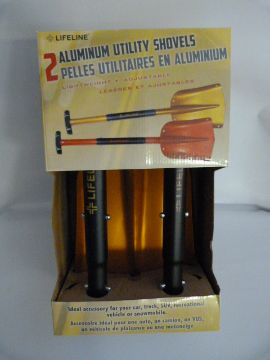 LIFELINE
2 ALUMINUM UTILITY SHOVELS
PELLES UTILITAIRES EN ALUMINIUM
LIGHTWEIGHT + ADJUSTABLE
LÉGÈRES ET AJUSTABLES
LIFELINE
LIFELINE
Ideal accessory for your car, truck, SUV, recreational
vehicle or snowmobile.
Accessoire idéal pour une auto, un camion, un VUS,
un véhicule de plaisance ou une motoneige